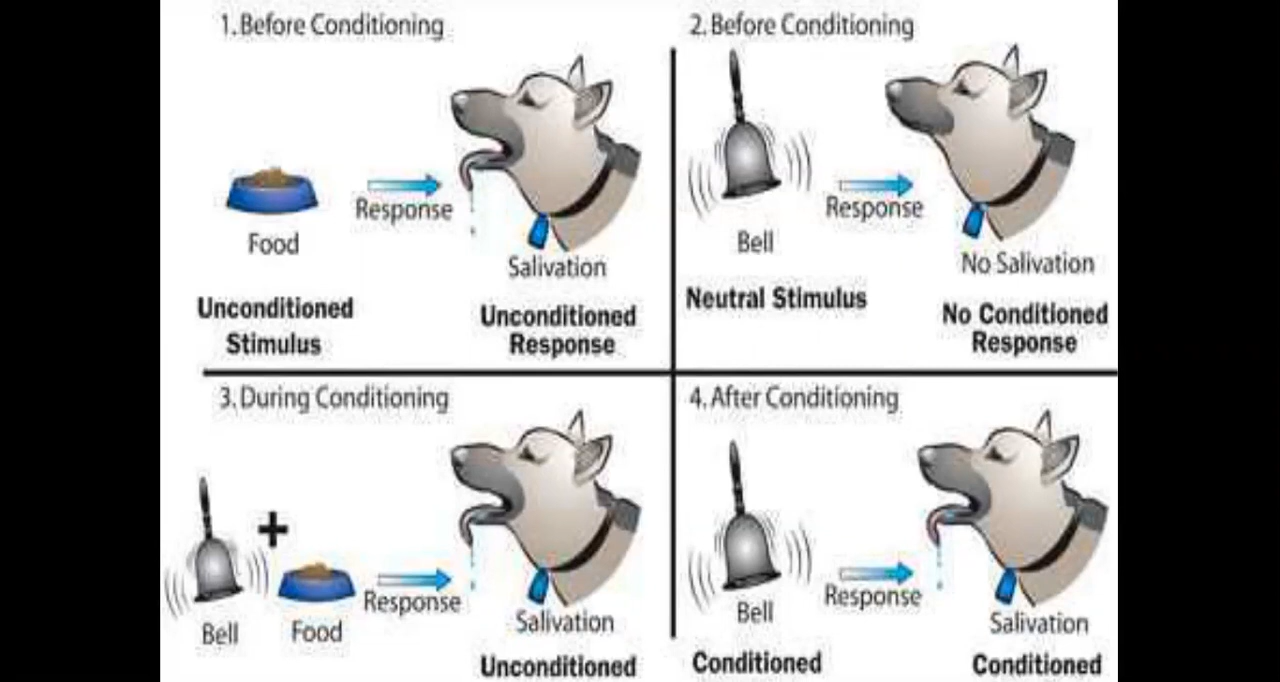 1. Before Conditioning
Food
Response
Salivation
Unconditioned
Stimulus
Unconditioned
Response
2. Before Conditioning
Bell
Response
No Salivation
Neutral Stimulus
No Conditioned
Response
3. During Conditioning
+
Bell
Food
Response
Salivation
Unconditioned
4. After Conditioning
Bell
Response
Salivation
Conditioned
Conditioned